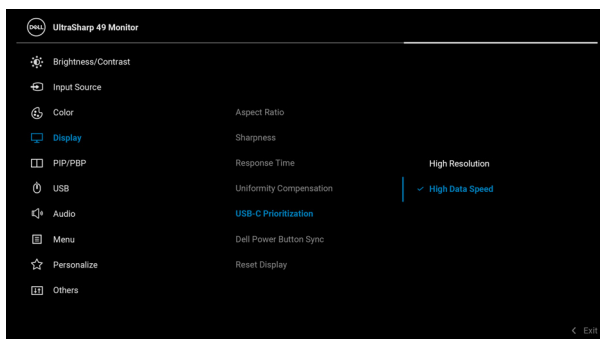 DELL UltraSharp 49 Monitor
Brightness/Contrast
Input Source
Color
Display
PIP/PBP
USB
Audio
Menu
Personalize
Others
Aspect Ratio
Sharpness
Response Time
Uniformity Compensation
USB-C Prioritization
Dell Power Button Sync
Reset Display
High Resolution
High Data Speed
Exit